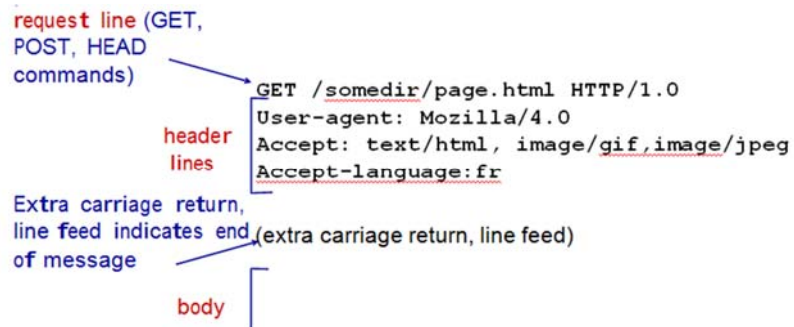 request line (GET,
POST, HEAD
commands)
GET /somedir/page.html HTTP/1.0
User-agent: Mozilla/4.0
Accept: text/html, image/gif,image/jpeg
Accept-language:fr
header
lines
Extra carriage return,
line feed indicates end
of message
(extra carriage return, line feed)
body